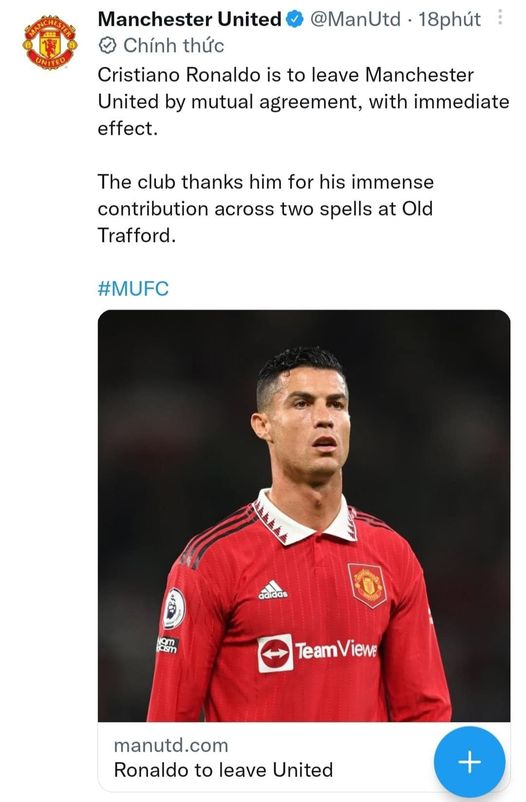 Manchester United @ManUtd · 18phút
Chính thức
Cristiano Ronaldo is to leave Manchester
United by mutual agreement, with immediate
effect.
The club thanks him for his immense
contribution across two spells at Old
Trafford.
#MUFC
adidas
TeamViewe
manutd.com
Ronaldo to leave United